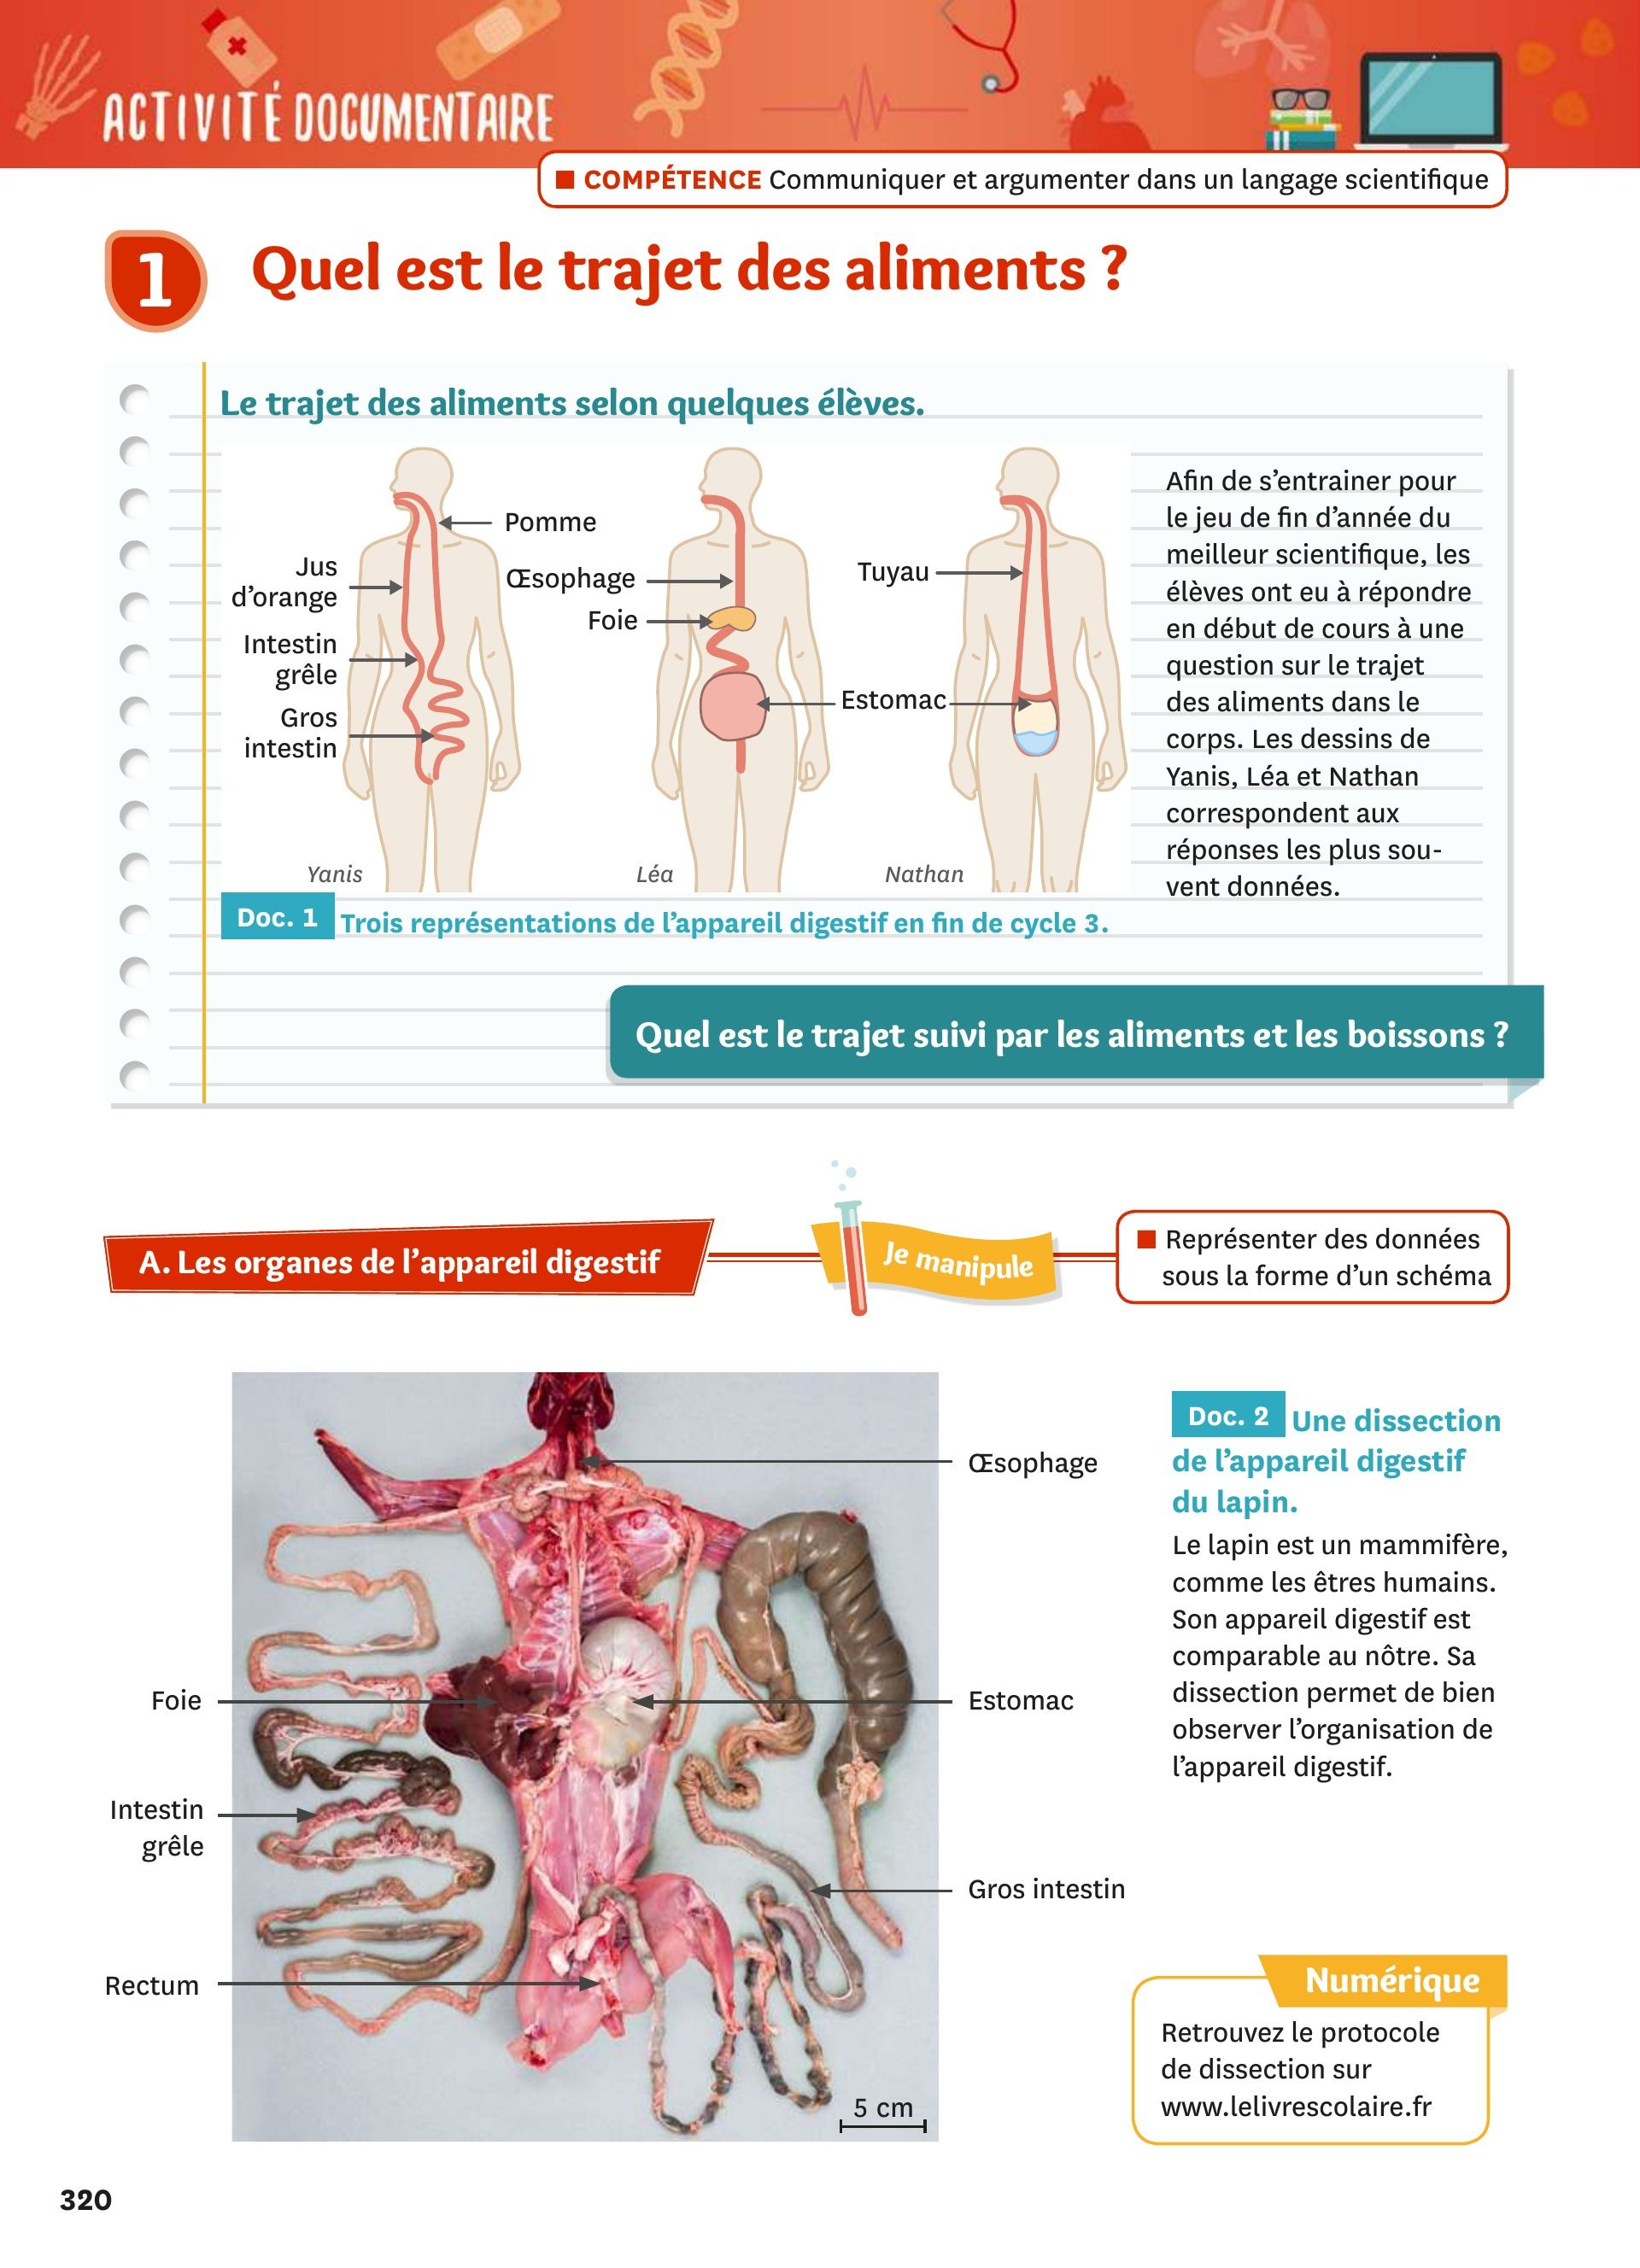 ACTIVITÉ DOCUMENTAIRE
■ COMPÉTENCE Communiquer et argumenter dans un langage scientifique
1
Quel est le trajet des aliments ?
Le trajet des aliments selon quelques élèves.
Pomme
Jus
d'orange
Intestin
grêle
Gros
intestin
Yanis
Œsophage
Foie
Estomac
Léa
Tuyau
Nathan
Afin de s'entrainer pour
le jeu de fin d'année du
meilleur scientifique, les
élèves ont eu à répondre
en début de cours à une
question sur le trajet
des aliments dans le
corps. Les dessins de
Yanis, Léa et Nathan
correspondent aux
réponses les plus sou-
vent données.
Doc. 1 Trois représentations de l'appareil digestif en fin de cycle 3.
Quel est le trajet suivi par les aliments et les boissons ?
A. Les organes de l'appareil digestif
Je manipule
■ Représenter des données
sous la forme d'un schéma
Œsophage
Foie
Estomac
Intestin
grêle
Gros intestin
Rectum
5 cm
Doc. 2 Une dissection
de l'appareil digestif
du lapin.
Le lapin est un mammifère,
comme les êtres humains.
Son appareil digestif est
comparable au nôtre. Sa
dissection permet de bien
observer l'organisation de
l'appareil digestif.
Numérique
Retrouvez le protocole
de dissection sur
www.lelivrescolaire.fr
320